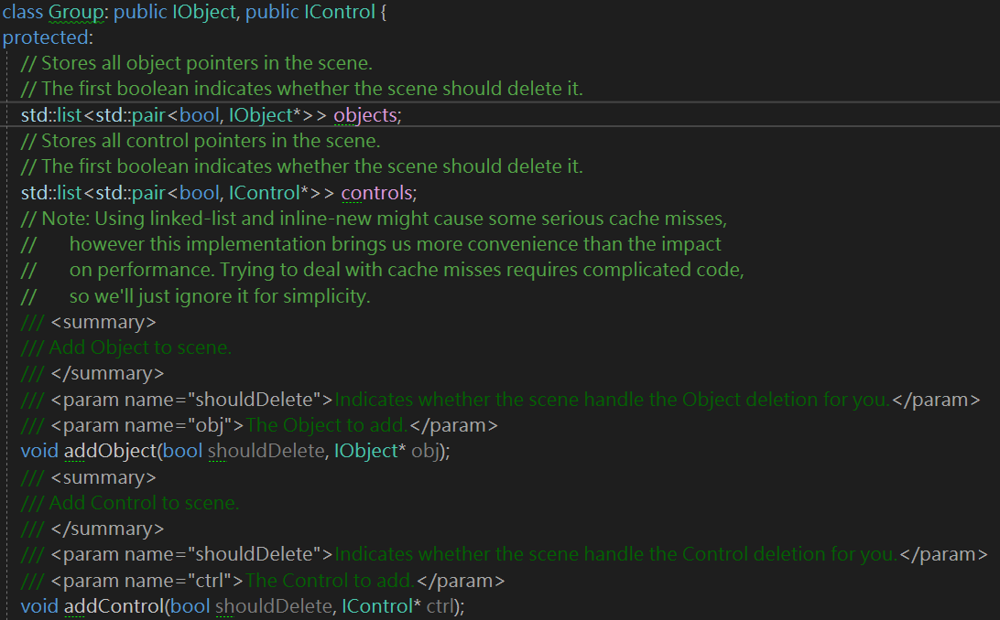 class Group: public IObject, public IControl {
protected:
// Stores all object pointers in the scene.
// The first boolean indicates whether the scene should delete it.
std::list<std::pair<bool, IObject*>> objects;
// Stores all control pointers in the scene.
// The first boolean indicates whether the scene should delete it.
std::list<std::pair<bool, IControl*>> controls;
// Note: Using linked-list and inline-new might cause some serious cache misses,
//      however this implementation brings us more convenience than the impact
//      on performance. Trying to deal with cache misses requires complicated code,
//      so we'll just ignore it for simplicity.
/// <summary>
/// Add Object to scene.
/// </summary>
/// <param name="shouldDelete">Indicates whether the scene handle the Object deletion for you.</param>
/// <param name="obj">The Object to add.</param>
void addObject(bool shouldDelete, IObject* obj);
/// <summary>
/// Add Control to scene.
/// </summary>
/// <param name="shouldDelete">Indicates whether the scene handle the Control deletion for you.</param>
/// <param name="ctrl">The Control to add.</param>
void addControl(bool shouldDelete, IControl* ctrl);